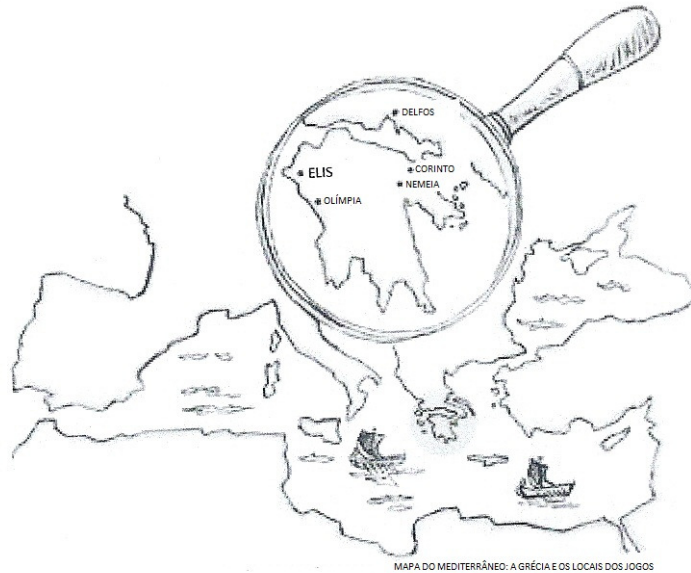 DELFOS
ELIS
CORINTO
NEMEIA
OLÍMPIA
MAPA DO MEDITERRÂNEO: A GRÉCIA E OS LOCAIS DOS JOGOS